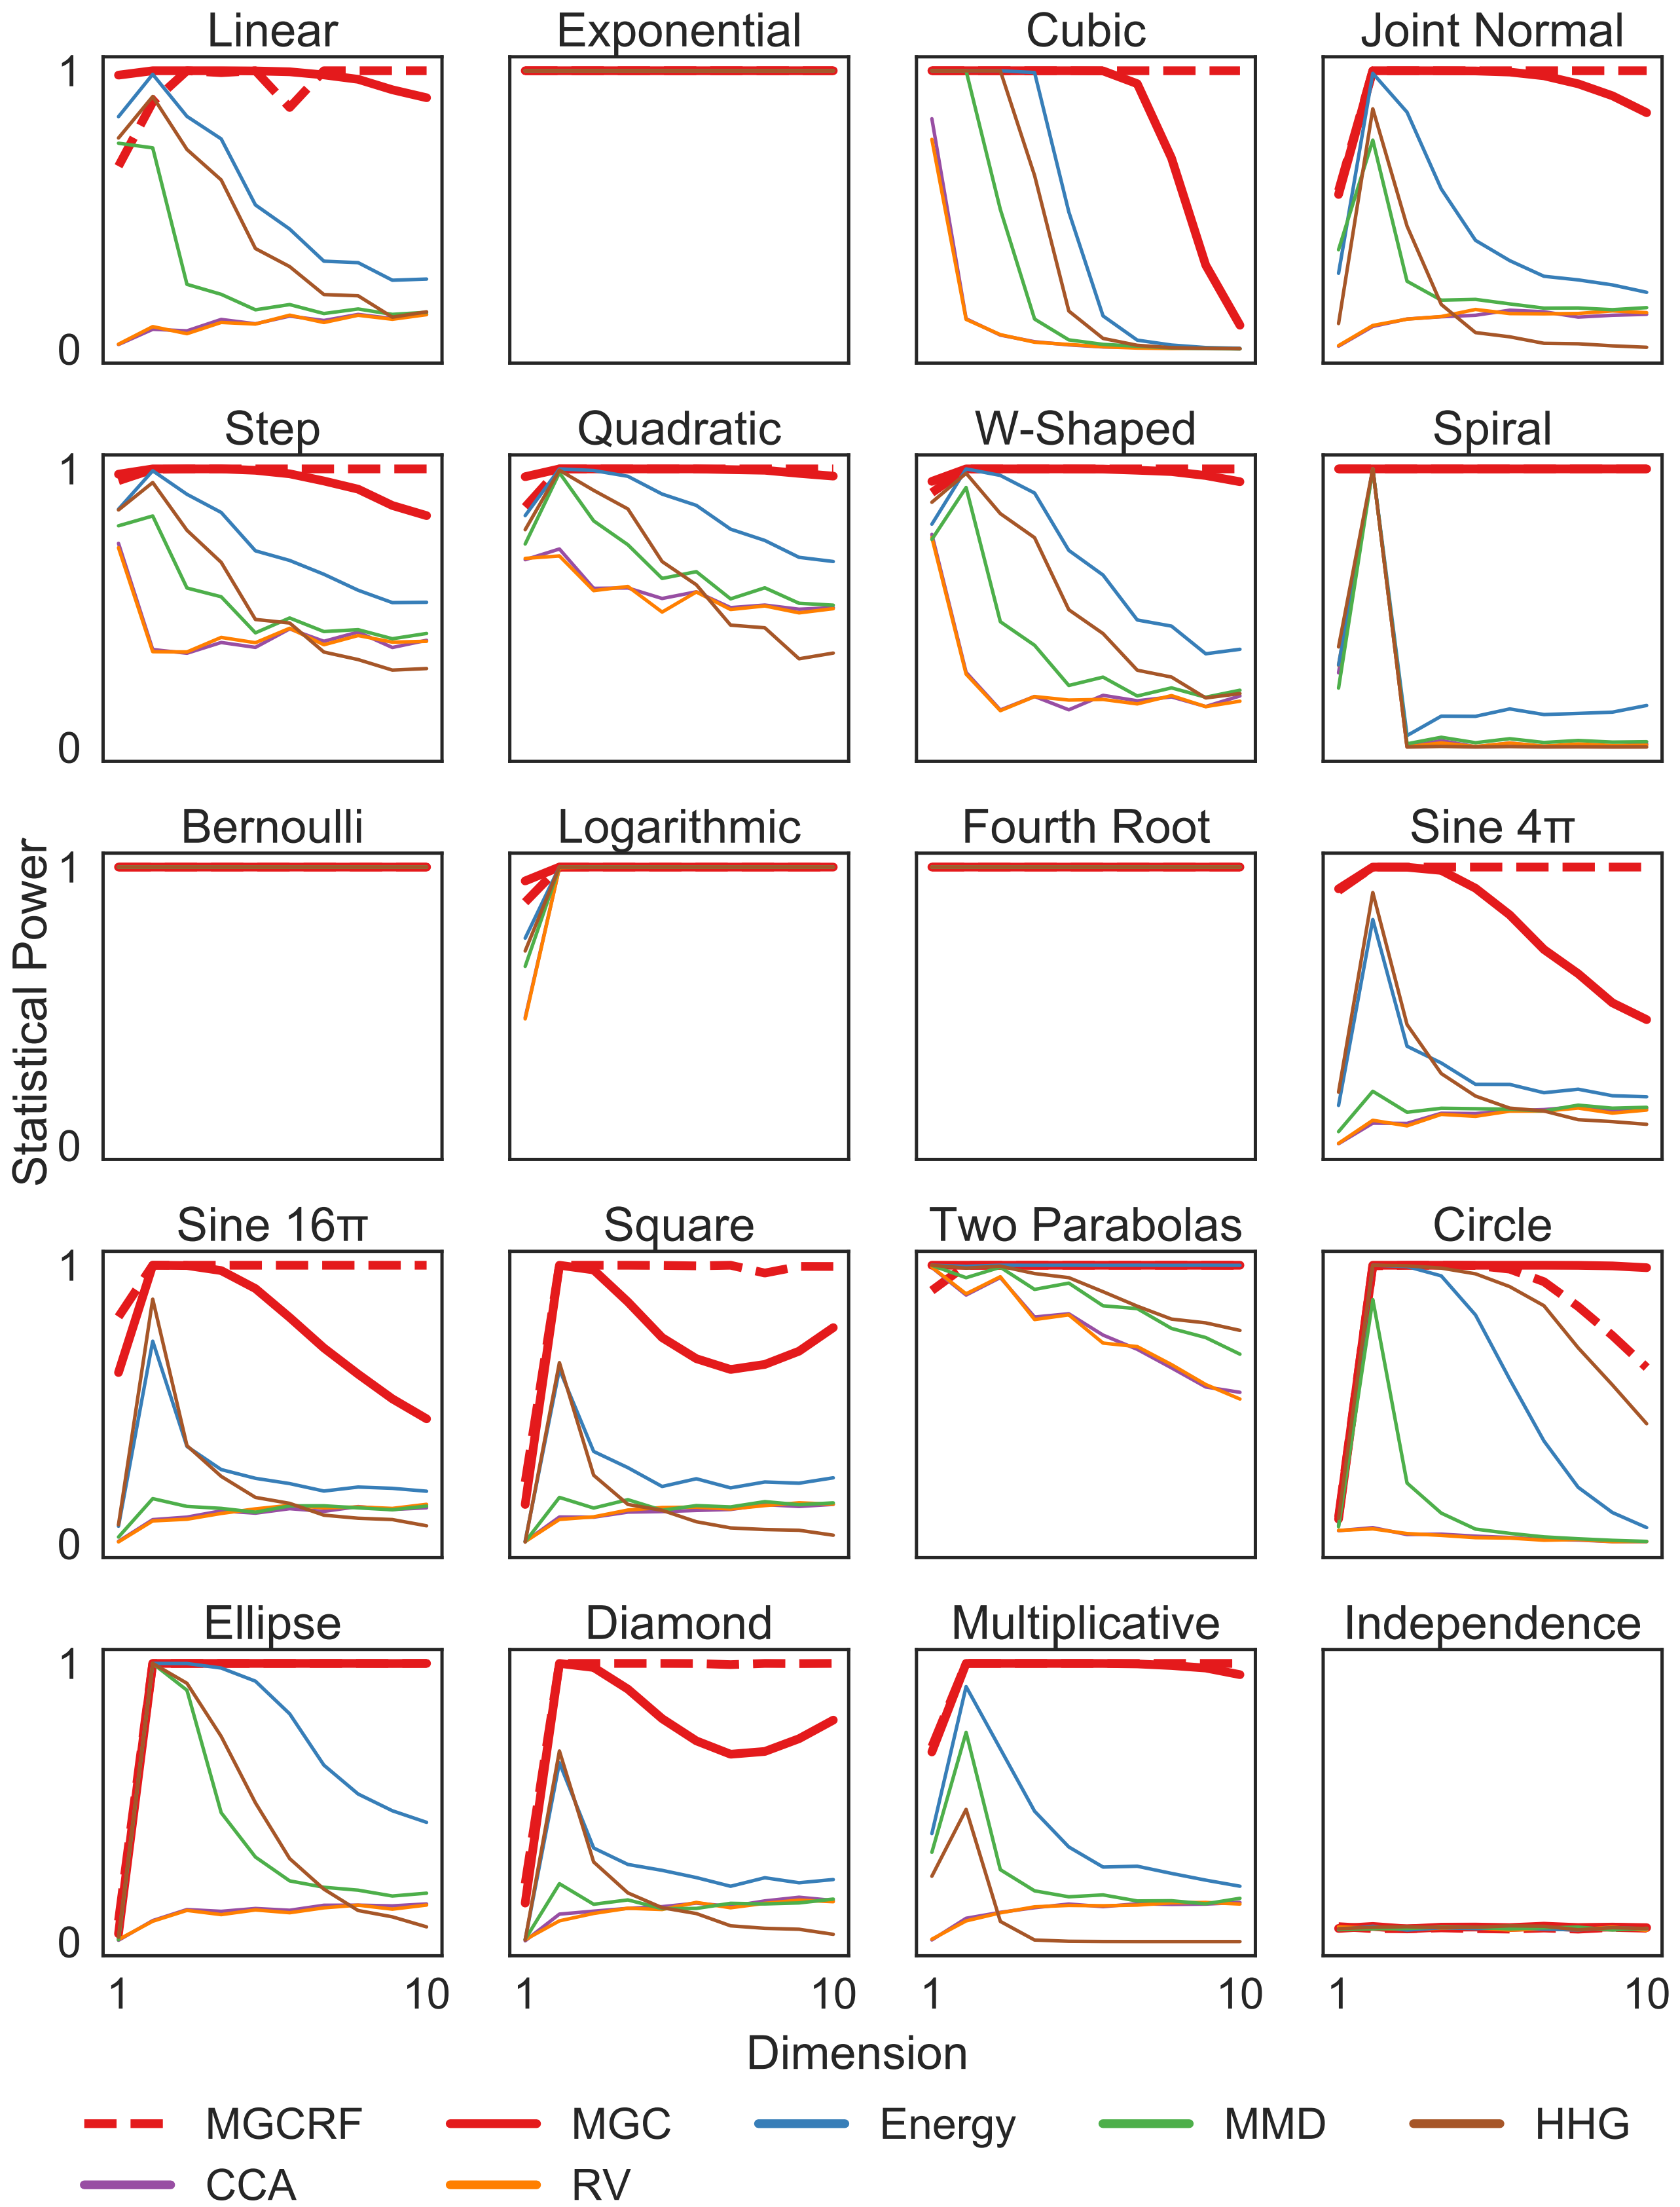 Linear Exponential Cubic Joint Normal
1
0
Step Quadratic W-Shaped Spiral
1
0
Bernoulli Logarithmic Fourth Root Sine 4π
1
0
Statistical Power
Sine 16π Square Two Parabolas Circle
1
0
Ellipse Diamond Multiplicative Independence
1
0
1 10 1 10 1 10 1 10
Dimension
MGCRF MGC Energy MMD HHG
CCA RV